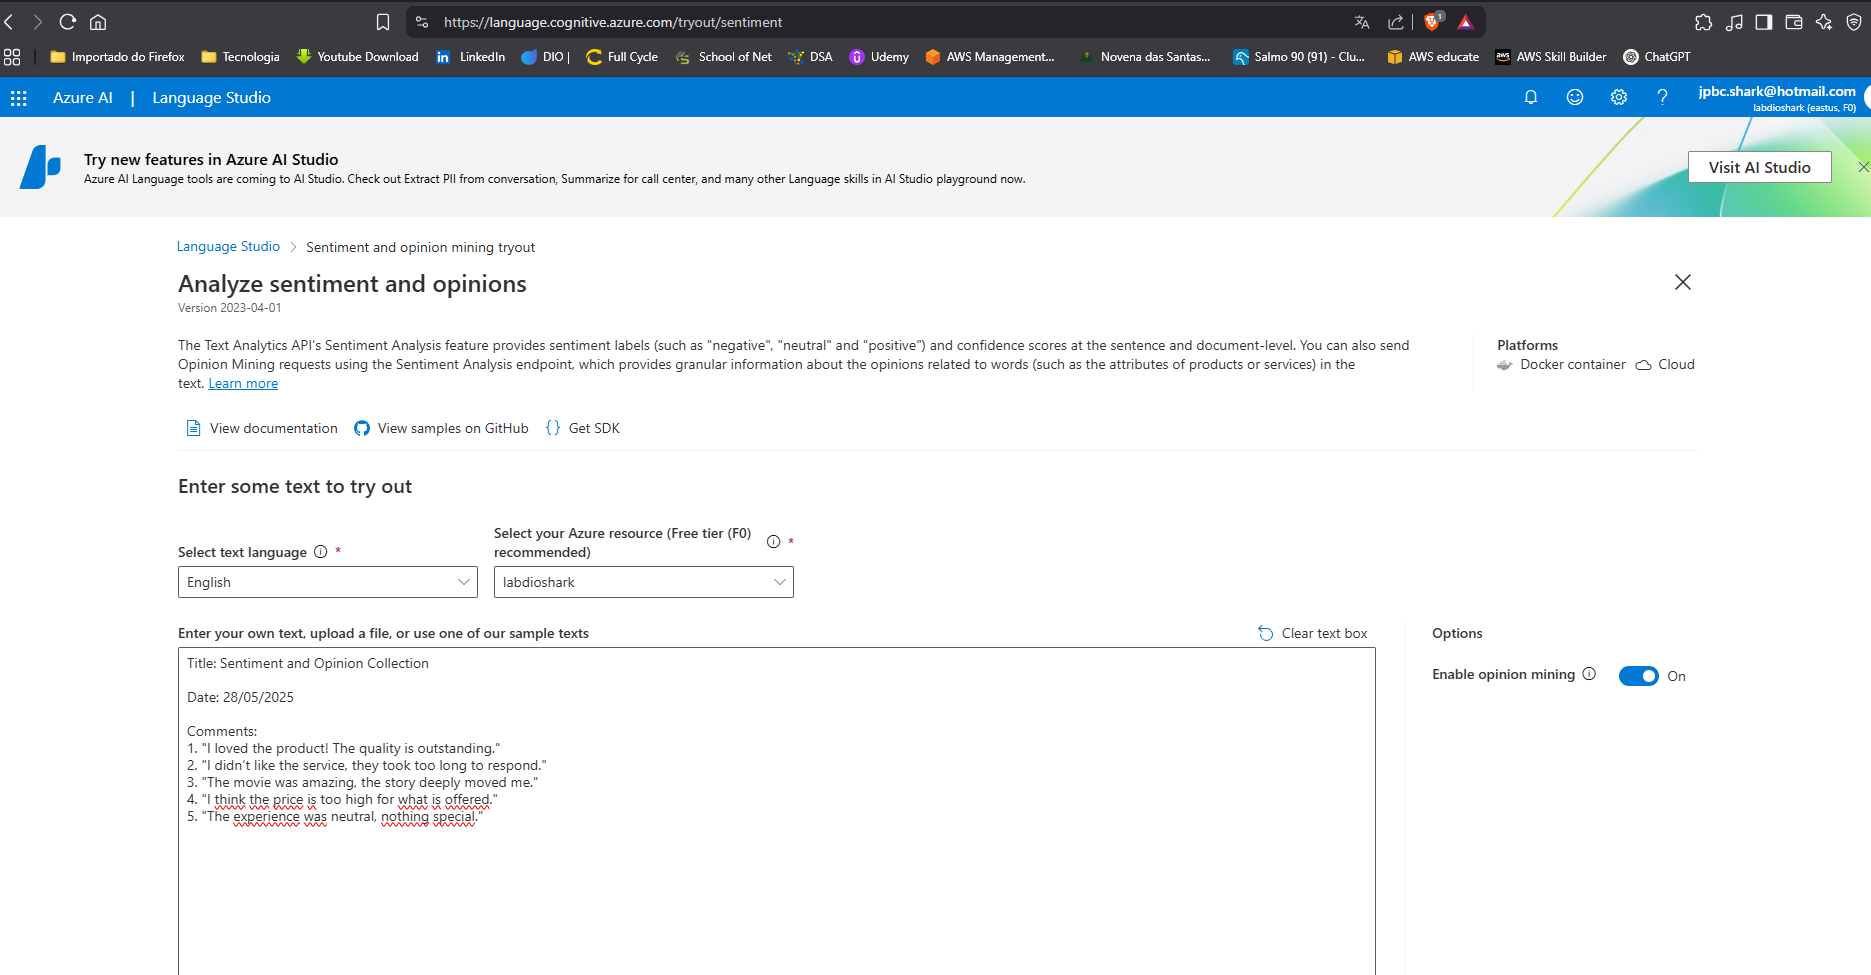 https://language.cognitive.azure.com/tryout/sentiment
1
Importado do Firefox
Tecnologia
Youtube Download
LinkedIn
DIO |
Full Cycle
School of Net
DSA
Udemy
AWS Management...
Novena das Santas...
Salmo 90 (91) - Clu...
AWS educate
AWS Skill Builder
ChatGPT
Azure AI | Language Studio
jpbc.shark@hotmail.com
labdioshark (eastus, F0)
Try new features in Azure AI Studio
Azure AI Language tools are coming to AI Studio. Check out Extract PII from conversation, Summarize for call center, and many other Language skills in AI Studio playground now.
Visit AI Studio
Language Studio > Sentiment and opinion mining tryout
Analyze sentiment and opinions
Version 2023-04-01
The Text Analytics API's Sentiment Analysis feature provides sentiment labels (such as "negative", "neutral" and "positive") and confidence scores at the sentence and document-level. You can also send
Opinion Mining requests using the Sentiment Analysis endpoint, which provides granular information about the opinions related to words (such as the attributes of products or services) in the
text. Learn more
Platforms
Docker container Cloud
View documentation
View samples on GitHub
{} Get SDK
Enter some text to try out
Select text language *
English
Select your Azure resource (Free tier (F0)
recommended) *
labdioshark
Enter your own text, upload a file, or use one of our sample texts
Clear text box
Title: Sentiment and Opinion Collection
Date: 28/05/2025
Comments:
1. "I loved the product! The quality is outstanding."
2. "I didn’t like the service, they took too long to respond."
3. "The movie was amazing, the story deeply moved me."
4. "I think the price is too high for what is offered."
5. "The experience was neutral, nothing special."
Options
Enable opinion mining
On